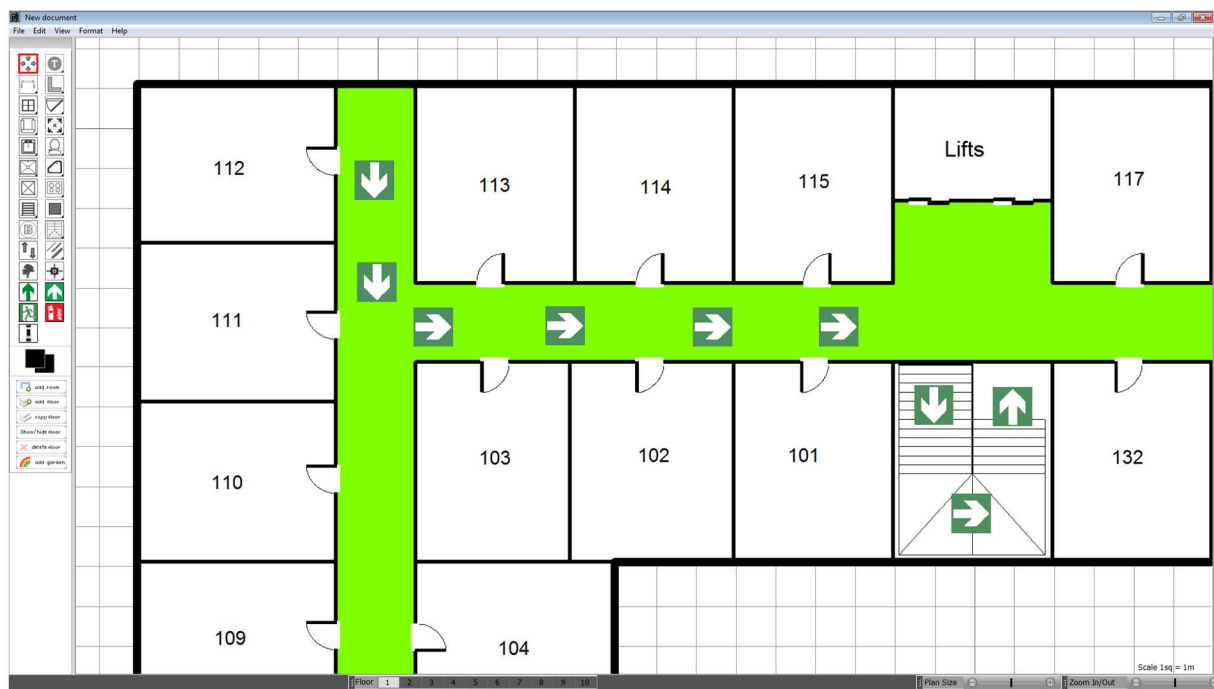 New document
File Edit View Format Help
112
113
114
115
Lifts
117
111
110
103
102
101
132
109
104
add room
add floor
copy floor
Show/hide floor
delete floor
add garden
T
B
Scale 1sq = 1m
Floor 1 2 3 4 5 6 7 8 9 10
Plan Size
Zoom In/Out